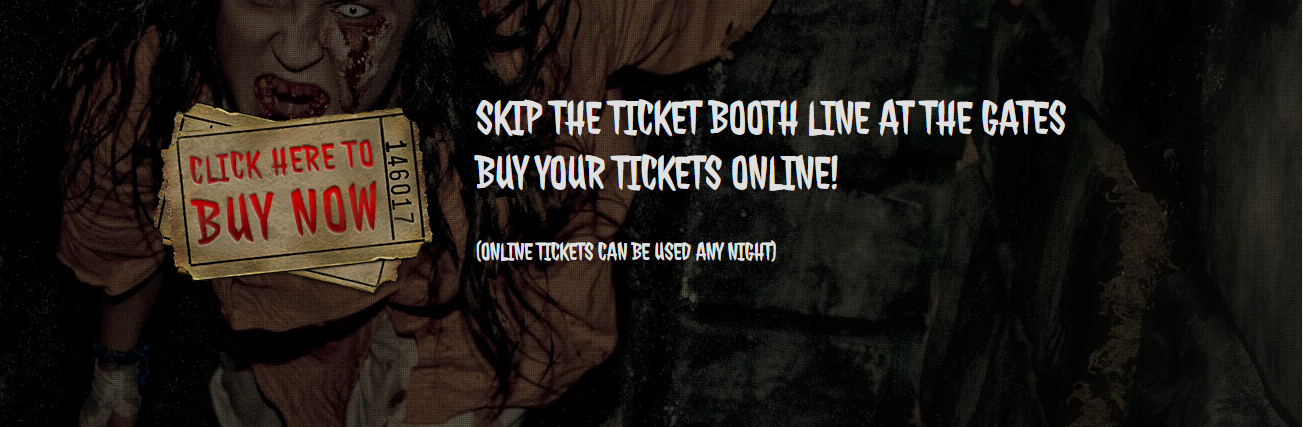 CLICK HERE TO
BUY NOW
146017
SKIP THE TICKET BOOTH LINE AT THE GATES
BUY YOUR TICKETS ONLINE!
(ONLINE TICKETS CAN BE USED ANY NIGHT)